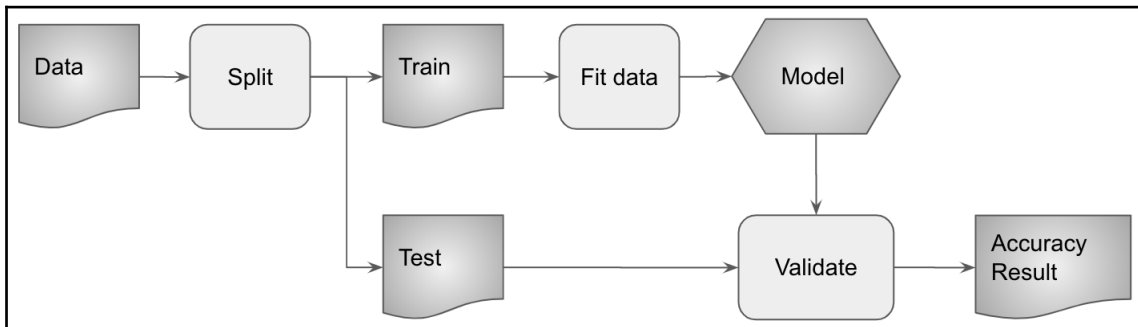 Data
Split
Train
Fit data
Model
Test
Validate
Accuracy
Result